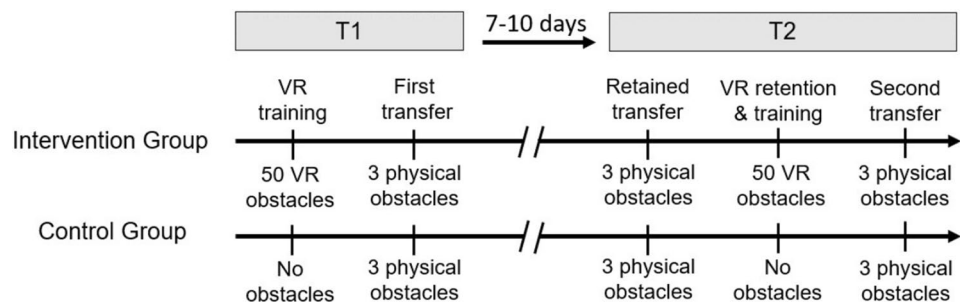 T1
7-10 days
T2
VR
training
First
transfer
Retained
transfer
VR retention
& training
Second
transfer
Intervention Group
50 VR
obstacles
3 physical
obstacles
3 physical
obstacles
50 VR
obstacles
3 physical
obstacles
Control Group
No
obstacles
3 physical
obstacles
3 physical
obstacles
No
obstacles
3 physical
obstacles